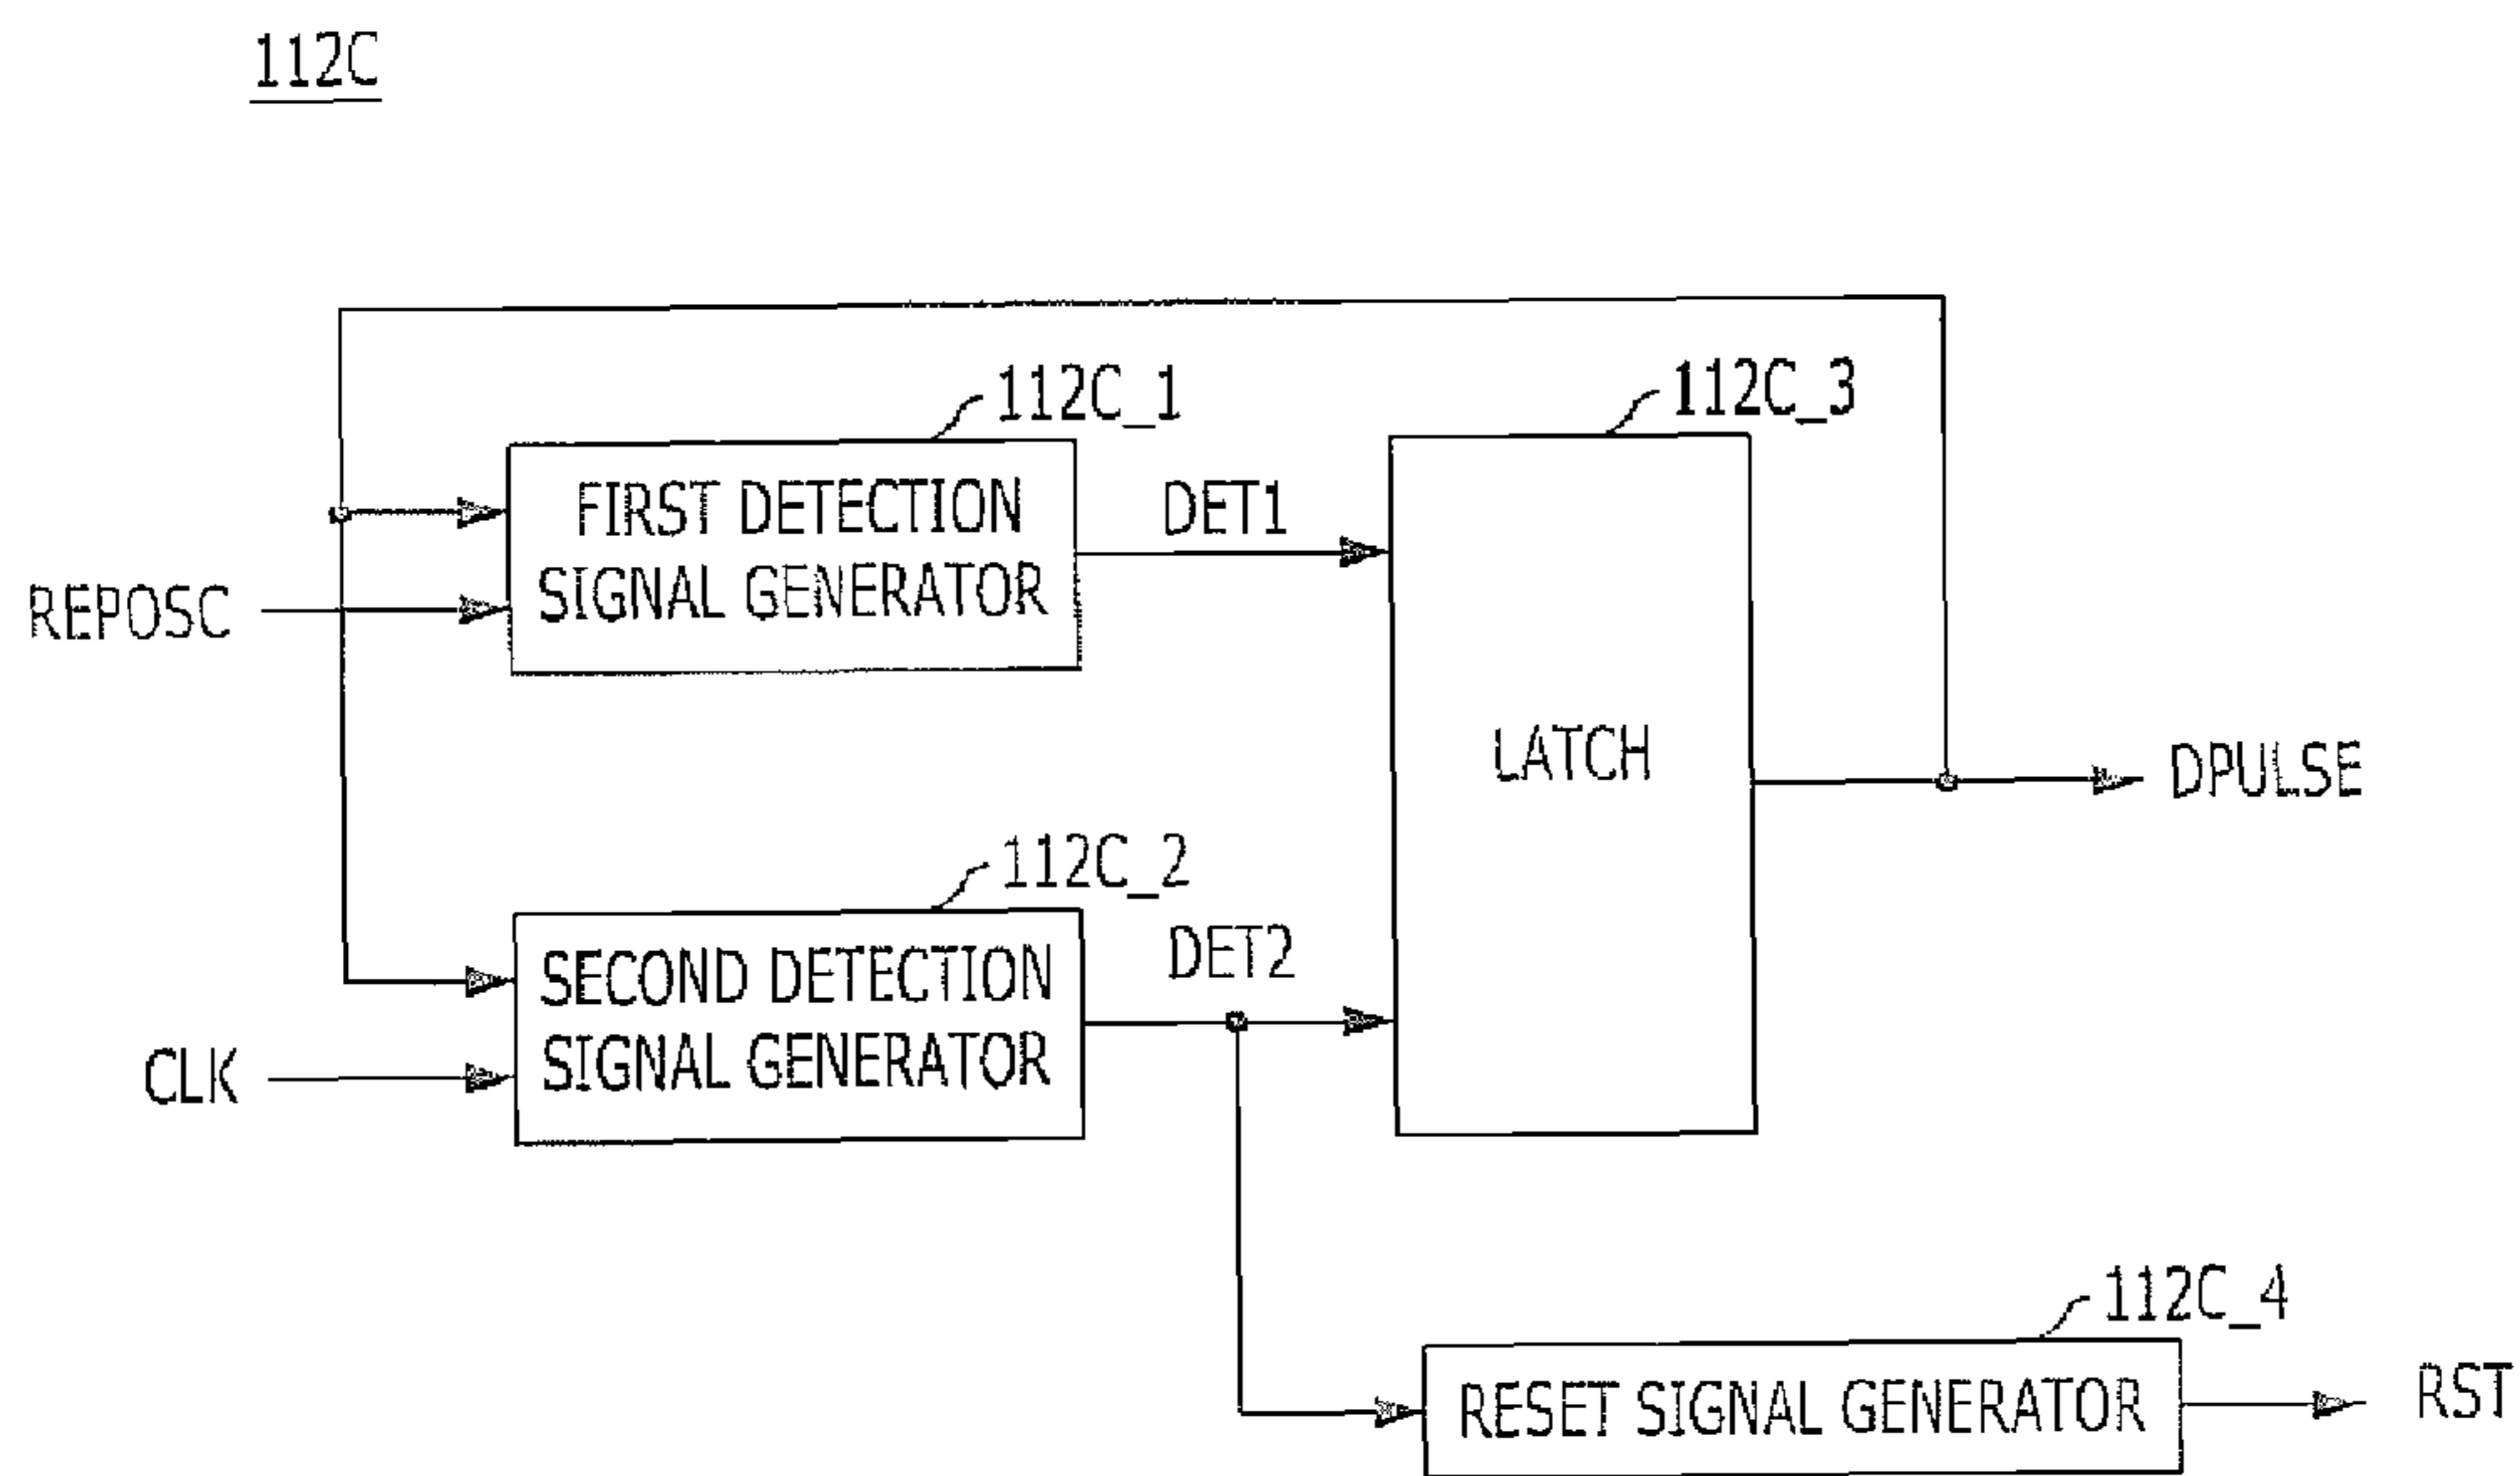 112C
112C_1
112C_3
FIRST DETECTION
SIGNAL GENERATOR
DET1
REPOSC
LATCH
DPULSE
112C_2
SECOND DETECTION
SIGNAL GENERATOR
DET2
CLK
112C_4
RESET SIGNAL GENERATOR
RST